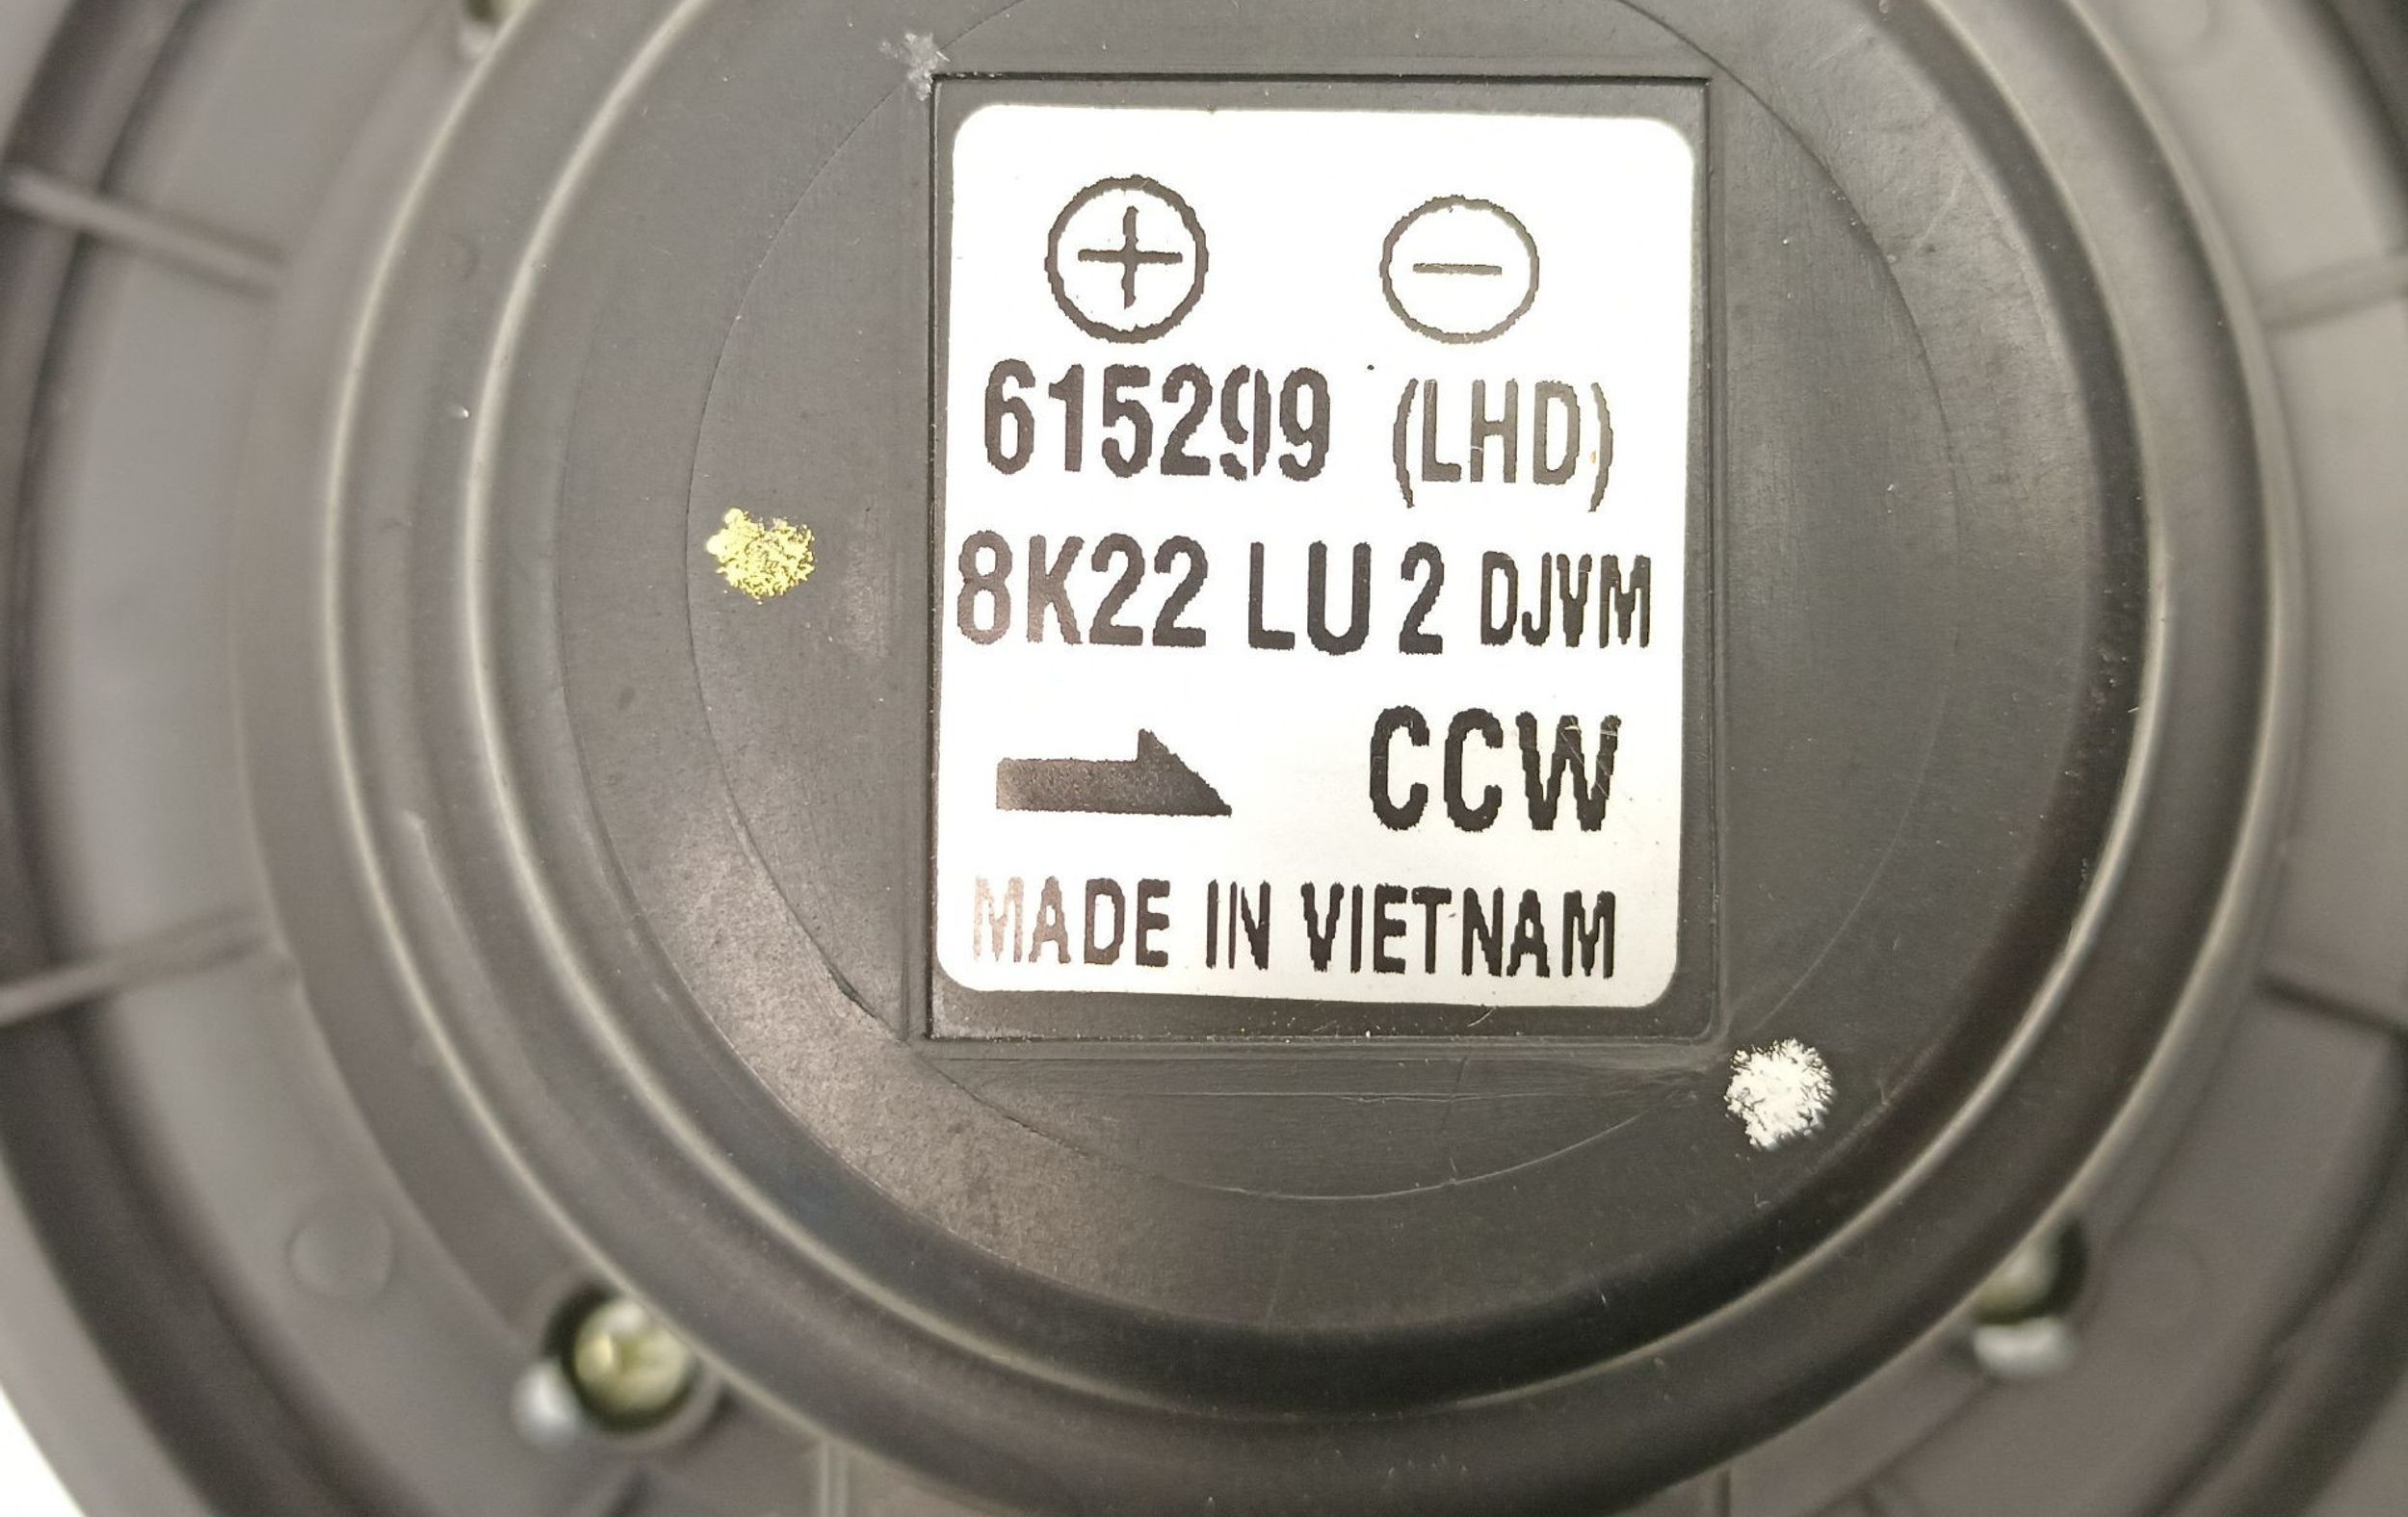 ⊕ ⊖
615299 (LHD)
8K22 LU 2 DJVM
CCW
MADE IN VIETNAM